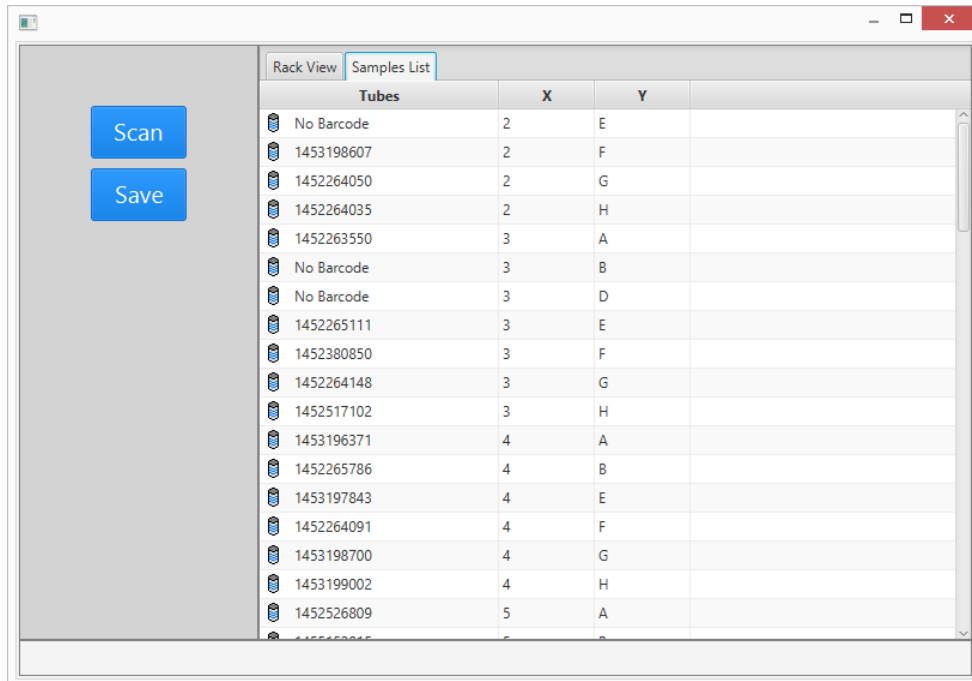 Rack View Samples List
Tubes X Y
Scan
Save
No Barcode 2 E
1453198607 2 F
1452264050 2 G
1452264035 2 H
1452263550 3 A
No Barcode 3 B
No Barcode 3 D
1452265111 3 E
1452380850 3 F
1452264148 3 G
1452517102 3 H
1453196371 4 A
1452265786 4 B
1453197843 4 E
1452264091 4 F
1453198700 4 G
1453199002 4 H
1452526809 5 A